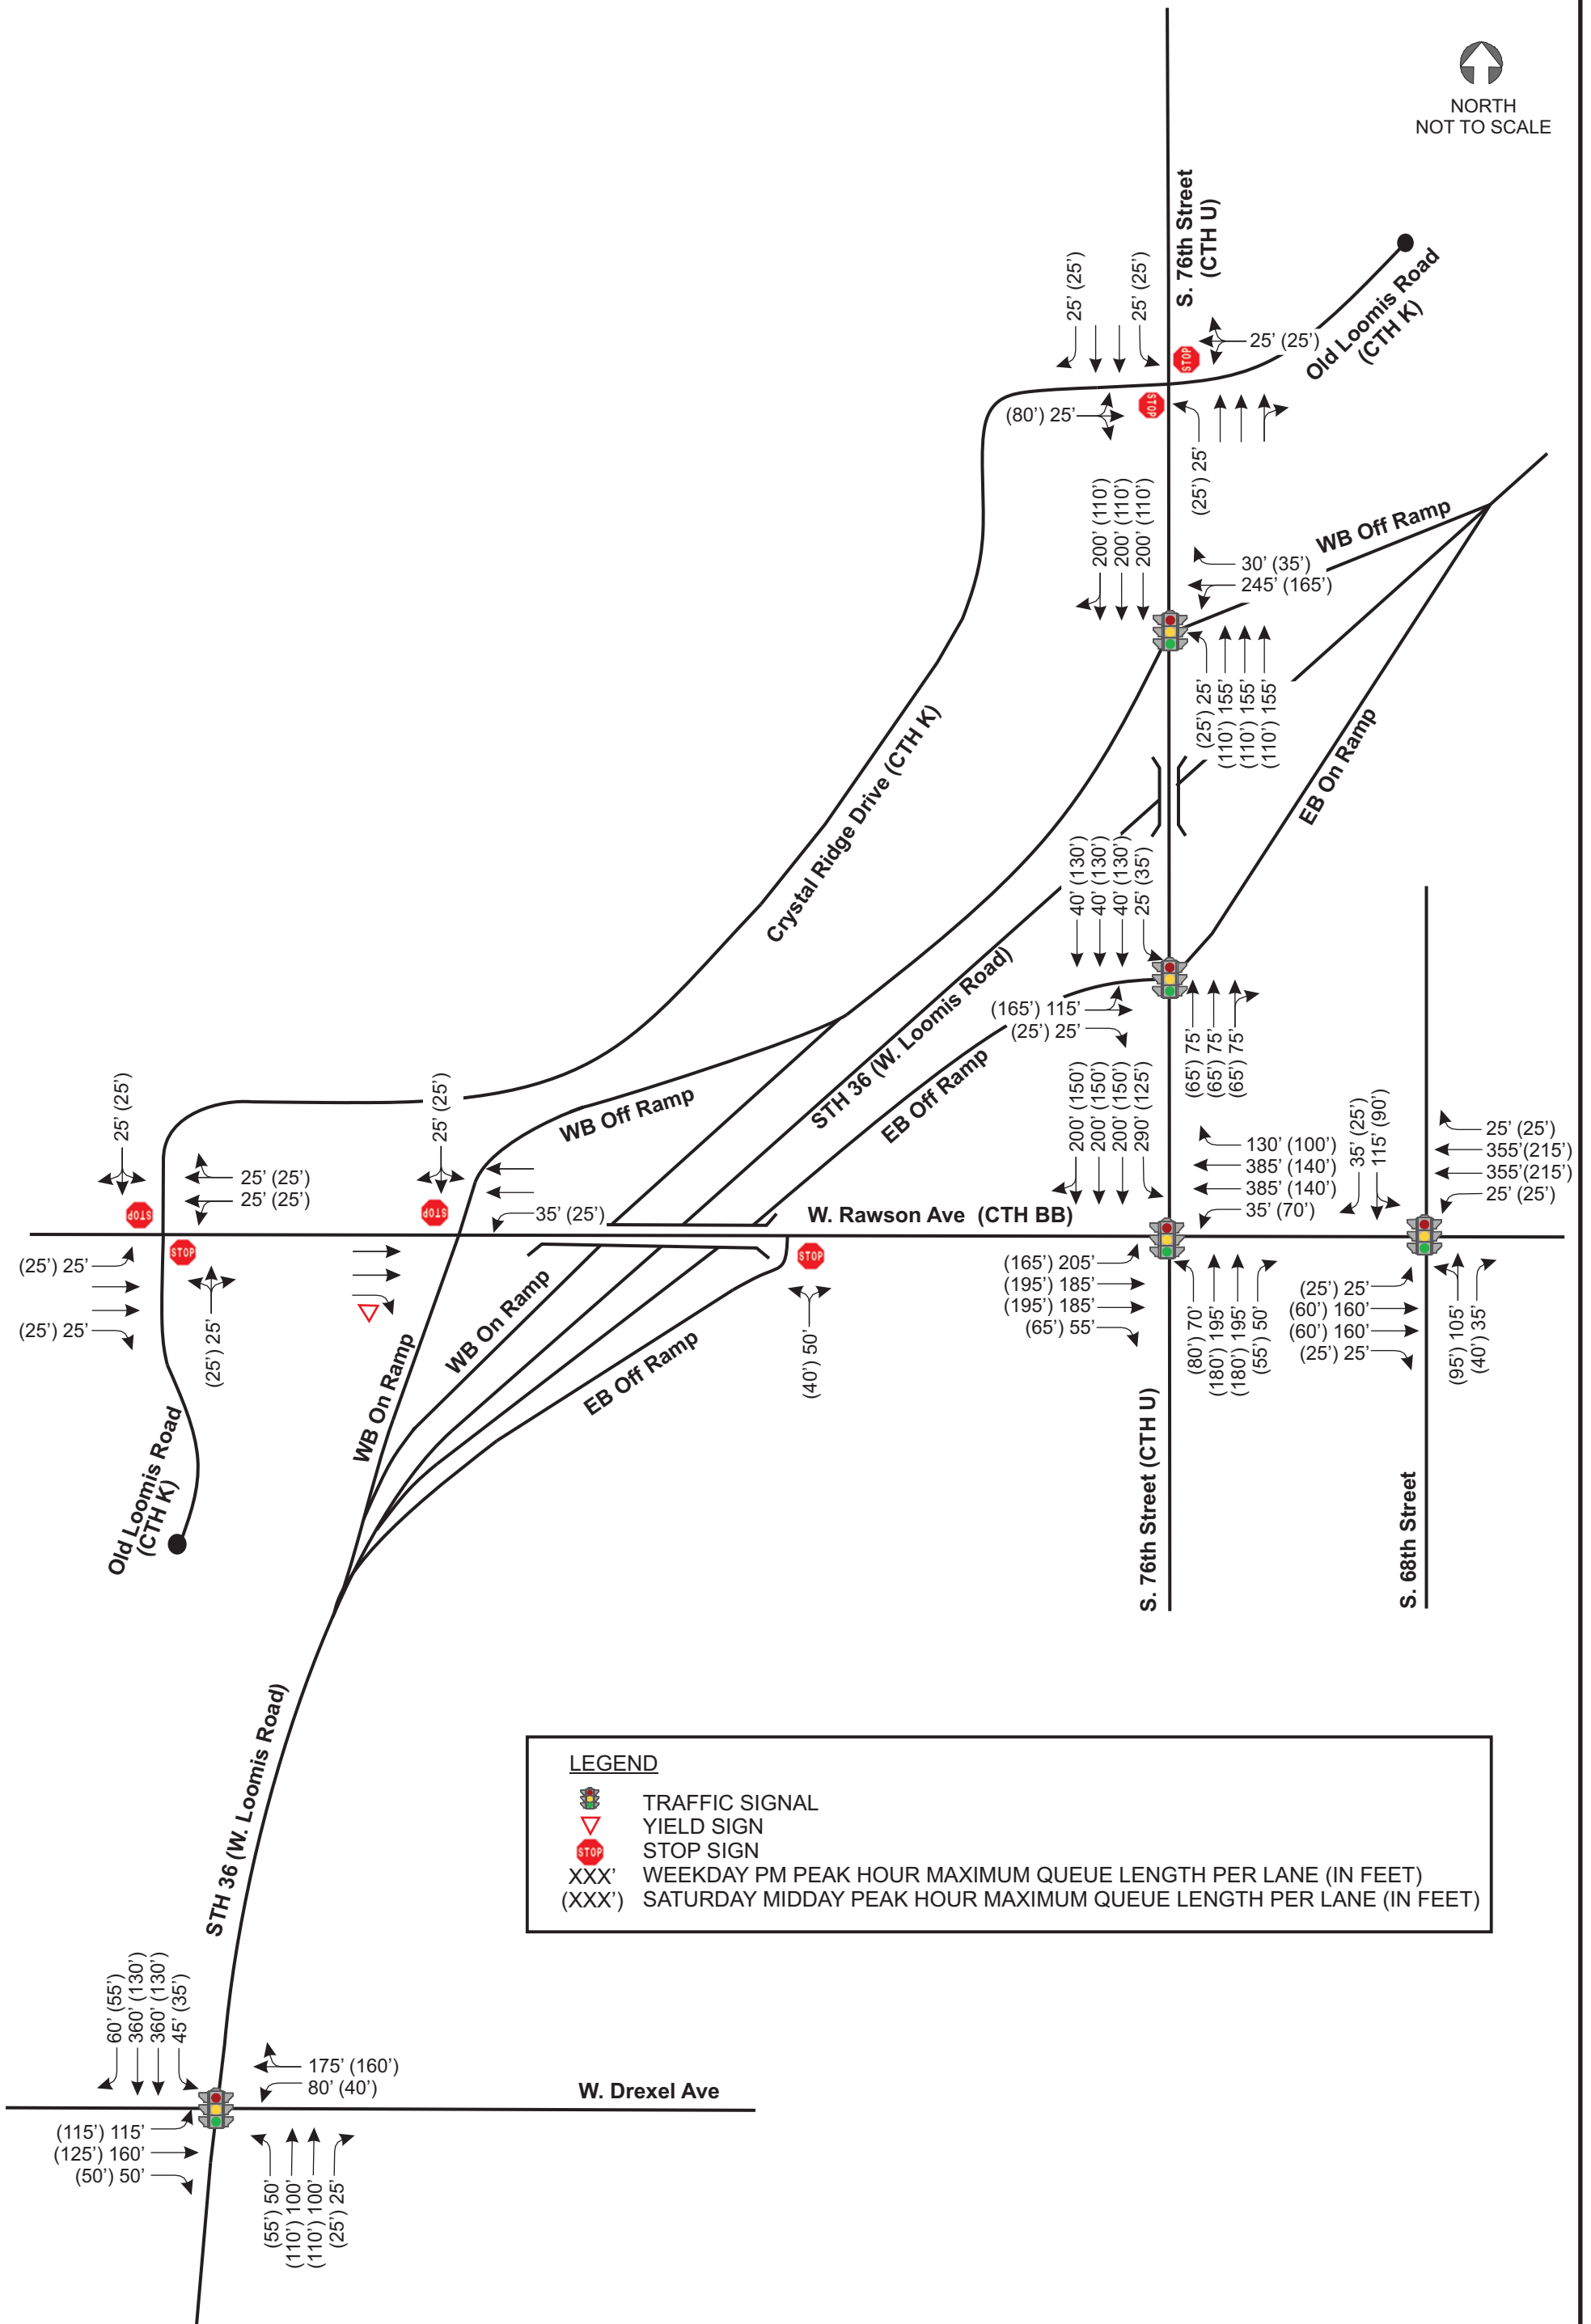 NORTH
NOT TO SCALE
S. 76th Street
(CTH U)
Old Loomis Road
(CTH K)
25’ (25’)
25’ (25’)
STOP
25’ (25’)
(80’) 25’
STOP
(25’) 25’
200’ (110’)
200’ (110’)
200’ (110’)
WB Off Ramp
30’ (35’)
245’ (165’)
(25’) 25’
(110’) 155’
(110’) 155’
(110’) 155’
Crystal Ridge Drive (CTH K)
EB On Ramp
40’ (130’)
40’ (130’)
40’ (130’)
25’ (35’)
STH 36 (W. Loomis Road)
(165’) 115’
(25’) 25’
(65’) 75’
(65’) 75’
(65’) 75’
EB Off Ramp
WB Off Ramp
25’ (25’)
25’ (25’)
200’ (150’)
200’ (150’)
200’ (150’)
290’ (125’)
130’ (100’)
385’ (140’)
385’ (140’)
35’ (70’)
35’ (25’)
115’ (90’)
25’ (25’)
355’(215’)
355’(215’)
25’ (25’)
25’ (25’)
25’ (25’)
STOP
STOP
35’ (25’)
W. Rawson Ave (CTH BB)
STOP
STOP
(25’) 25’
(25’) 25’
(25’) 25’
(40’) 50’
(165’) 205’
(195’) 185’
(195’) 185’
(65’) 55’
(80’) 70’
(180’) 195’
(180’) 195’
(55’) 50’
(25’) 25’
(60’) 160’
(60’) 160’
(25’) 25’
(95’) 105’
(40’) 35’
WB On Ramp
WB On Ramp
EB Off Ramp
Old Loomis Road
(CTH K)
S. 76th Street (CTH U)
S. 68th Street
STH 36 (W. Loomis Road)
LEGEND
TRAFFIC SIGNAL
YIELD SIGN
STOP STOP SIGN
XXX’ WEEKDAY PM PEAK HOUR MAXIMUM QUEUE LENGTH PER LANE (IN FEET)
(XXX’) SATURDAY MIDDAY PEAK HOUR MAXIMUM QUEUE LENGTH PER LANE (IN FEET)
60’ (55’)
360’ (130’)
360’ (130’)
45’ (35’)
175’ (160’)
80’ (40’)
W. Drexel Ave
(115’) 115’
(125’) 160’
(50’) 50’
(55’) 50’
(110’) 100’
(110’) 100’
(25’) 25’